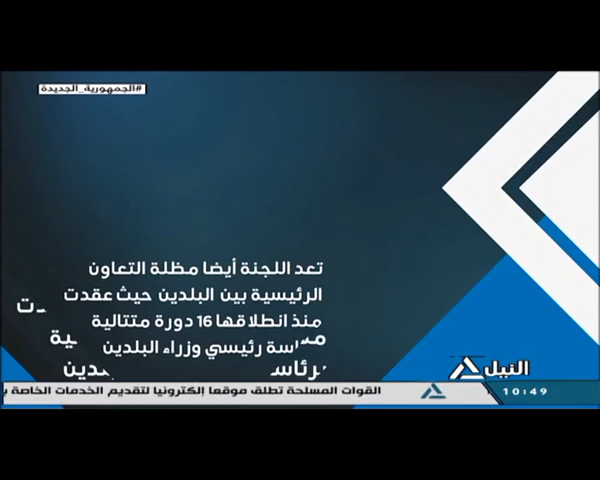 #الجمهورية_الجديدة
تعد اللجنة أيضا مظلة التعاون
الرئيسية بين البلدين حيث عقدت
منذ انطلاقها 16 دورة متتالية
رئيسي وزراء البلدين
النيل
القوات المسلحة تطلق موقعا إلكترونيا لتقديم الخدمات الخاصة
10:49